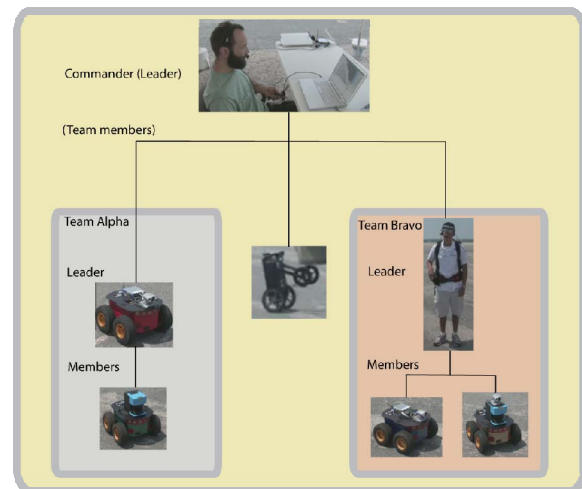 Commander (Leader)
(Team members)
Team Alpha
Leader
Members
Team Bravo
Leader
Members